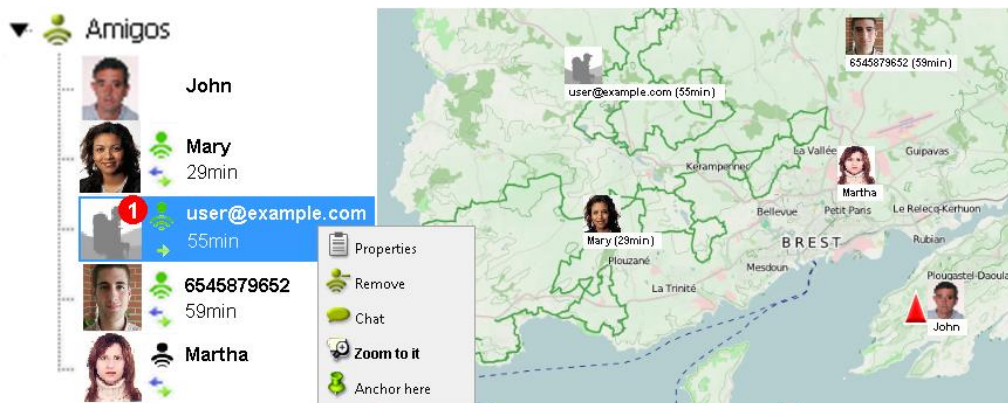 Amigos
John
Mary
29min
1
user@example.com
55min
6545879652
59min
Martha
Properties
Remove
Chat
Zoom to it
Anchor here
6545879652 (59min)
user@example.com (55min)
La Vallée
Guipavas
Kerampennec
Martha
Bellevue
Petit Paris
Le Relecq-Kerhuon
Mary (29min)
BREST
Rubian
Plouzané
Mesdoun
Plougastel-Daoula
La Trinité
John